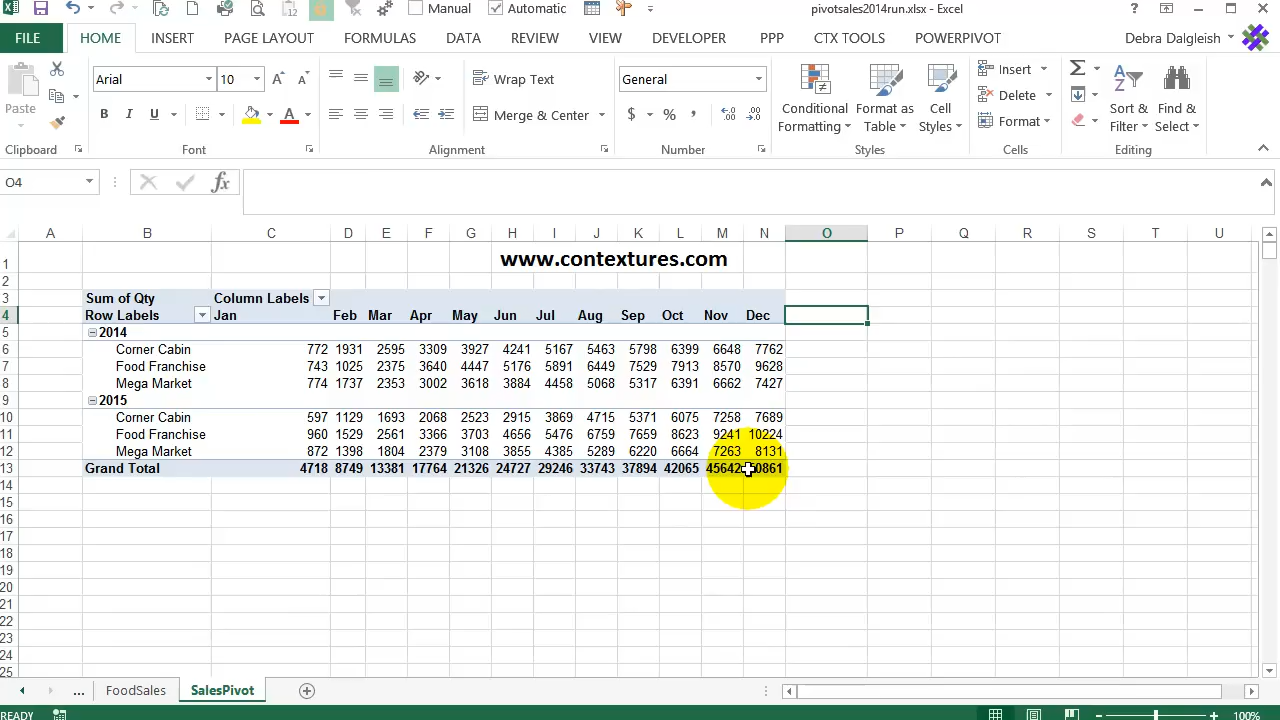 Manual Automatic pivotsales2014run.xlsx - Excel ?
FILE HOME INSERT PAGE LAYOUT FORMULAS DATA REVIEW VIEW DEVELOPER PPP CTX TOOLS POWERPIVOT Debra Dalgleish
Paste Arial 10 Wrap Text General Conditional Formatting Format as Table Cell Styles Insert Sort & Filter Find & Select
Delete
B I U A Merge & Center $ % , Format
Clipboard Font Alignment Number Styles Cells Editing
O4 fx
A B C D E F G H I J K L M N O P Q R S T U
1 www.contextures.com
2
3 Sum of Qty Column Labels
4 Row Labels Jan Feb Mar Apr May Jun Jul Aug Sep Oct Nov Dec
5 2014
6 Corner Cabin 772 1931 2595 3309 3927 4241 5167 5463 5798 6399 6648 7762
7 Food Franchise 743 1025 2375 3640 4447 5176 5891 6449 7529 7913 8570 9628
8 Mega Market 774 1737 2353 3002 3618 3884 4458 5068 5317 6391 6662 7427
9 2015
10 Corner Cabin 597 1129 1693 2068 2523 2915 3869 4715 5371 6075 7258 7689
11 Food Franchise 960 1529 2561 3366 3703 4656 5476 6759 7659 8623 9241 10224
12 Mega Market 872 1398 1804 2379 3108 3855 4385 5289 6220 6664 7263 8131
13 Grand Total 4718 8749 13381 17764 21326 24727 29246 33743 37894 42065 45642
14
15
16
17
18
19
20
21
22
23
24
25
... FoodSales SalesPivot
READY 100%